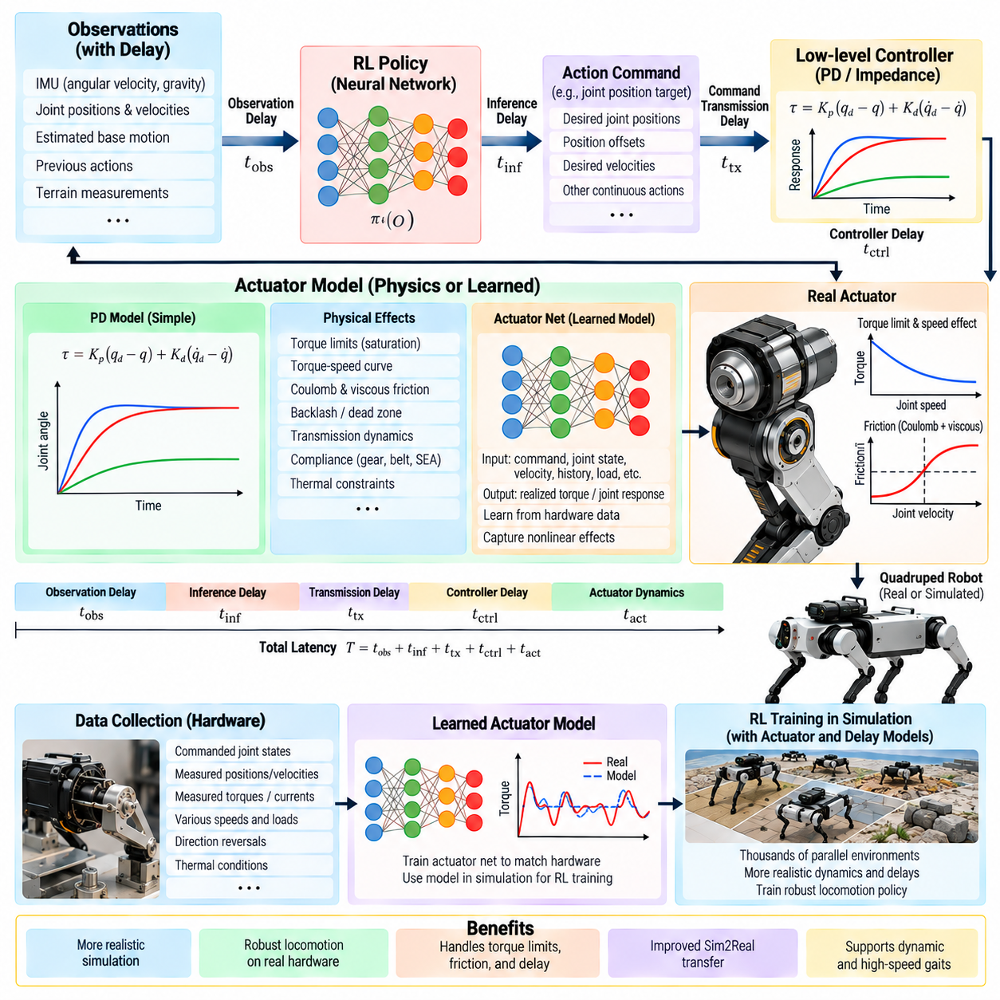 Observations
(with Delay)
IMU (angular velocity, gravity)
Joint positions & velocities
Estimated base motion
Previous actions
Terrain measurements
...
Observation
Delay
t_obs
RL Policy
(Neural Network)
Inference
Delay
t_inf
Action Command
(e.g., joint position target)
Desired joint positions
Position offsets
Desired velocities
Other continuous actions
...
Command
Transmission
Delay
t_tx
Low-level Controller
(PD / Impedance)
τ = K_p(q_d − q) + K_d(q̇_d − q̇)
Response
Time
Controller Delay
t_ctrl
Actuator Model (Physics or Learned)
PD Model (Simple)
τ = K_p(q_d − q) + K_d(q̇_d − q̇)
Joint angle
Time
Physical Effects
Torque limits (saturation)
Torque-speed curve
Coulomb & viscous friction
Backlash / dead zone
Transmission dynamics
Compliance (gear, belt, SEA)
Thermal constraints
...
Actuator Net (Learned Model)
Input: command, joint state,
velocity, history, load, etc.
Output: realized torque / joint response
Learn from hardware data
Capture nonlinear effects
Real Actuator
Torque limit & speed effect
Torque
Joint speed
Friction (Coulomb + viscous)
Joint velocity
Observation Delay
t_obs
Inference Delay
t_inf
Transmission Delay
t_tx
Controller Delay
t_ctrl
Actuator Dynamics
t_act
Total Latency T = t_obs + t_inf + t_tx + t_ctrl + t_act
Quadruped Robot
(Real or Simulated)
Data Collection (Hardware)
Commanded joint states
Measured positions/velocities
Measured torques / currents
Various speeds and loads
Direction reversals
Thermal conditions
...
Learned Actuator Model
Torque
Real
Model
Train actuator net to match hardware
Use model in simulation for RL training
RL Training in Simulation
(with Actuator and Delay Models)
Thousands of parallel environments
More realistic dynamics and delays
Train robust locomotion policy
Benefits
More realistic
simulation
Robust locomotion
on real hardware
Handles torque limits,
friction, and delay
Improved Sim2Real
transfer
Supports dynamic
and high-speed gaits